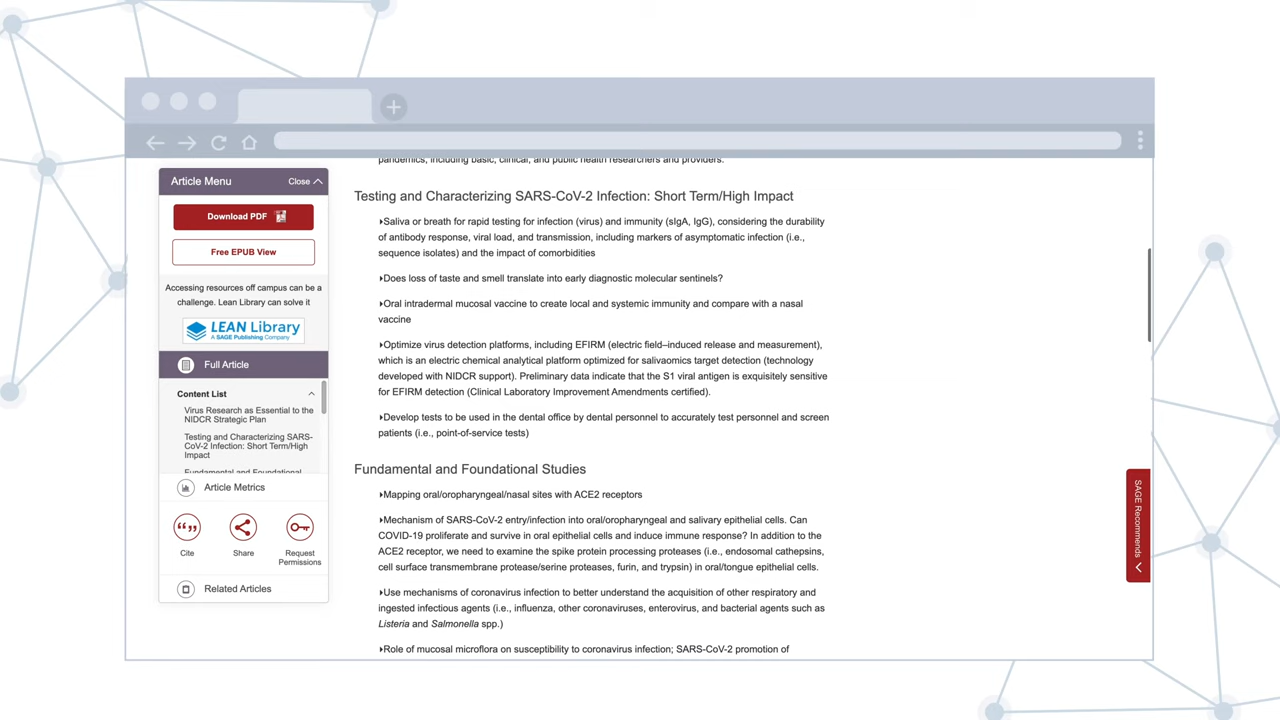 Article Menu
Close
Download PDF
Free EPUB View
Accessing resources off campus can be a
challenge. Lean Library can solve it
LEAN Library
A SAGE Publishing Company
Full Article
Content List
Virus Research as Essential to the
NIDCR Strategic Plan
Testing and Characterizing SARS-
CoV-2 Infection: Short Term/High
Impact
Fundamental and Foundational
Article Metrics
Cite
Share
Request
Permissions
Related Articles
pandemics, including basic, clinical, and public health researchers and providers.
Testing and Characterizing SARS-CoV-2 Infection: Short Term/High Impact
Saliva or breath for rapid testing for infection (virus) and immunity (sIgA, IgG), considering the durability
of antibody response, viral load, and transmission, including markers of asymptomatic infection (i.e.,
sequence isolates) and the impact of comorbidities
Does loss of taste and smell translate into early diagnostic molecular sentinels?
Oral intradermal mucosal vaccine to create local and systemic immunity and compare with a nasal
vaccine
Optimize virus detection platforms, including EFIRM (electric field–induced release and measurement),
which is an electric chemical analytical platform optimized for salivaomics target detection (technology
developed with NIDCR support). Preliminary data indicate that the S1 viral antigen is exquisitely sensitive
for EFIRM detection (Clinical Laboratory Improvement Amendments certified).
Develop tests to be used in the dental office by dental personnel to accurately test personnel and screen
patients (i.e., point-of-service tests)
Fundamental and Foundational Studies
Mapping oral/oropharyngeal/nasal sites with ACE2 receptors
Mechanism of SARS-CoV-2 entry/infection into oral/oropharyngeal and salivary epithelial cells. Can
COVID-19 proliferate and survive in oral epithelial cells and induce immune response? In addition to the
ACE2 receptor, we need to examine the spike protein processing proteases (i.e., endosomal cathepsins,
cell surface transmembrane protease/serine proteases, furin, and trypsin) in oral/tongue epithelial cells.
Use mechanisms of coronavirus infection to better understand the acquisition of other respiratory and
ingested infectious agents (i.e., influenza, other coronaviruses, enterovirus, and bacterial agents such as
Listeria and Salmonella spp.)
Role of mucosal microflora on susceptibility to coronavirus infection; SARS-CoV-2 promotion of
SAGE Recommends